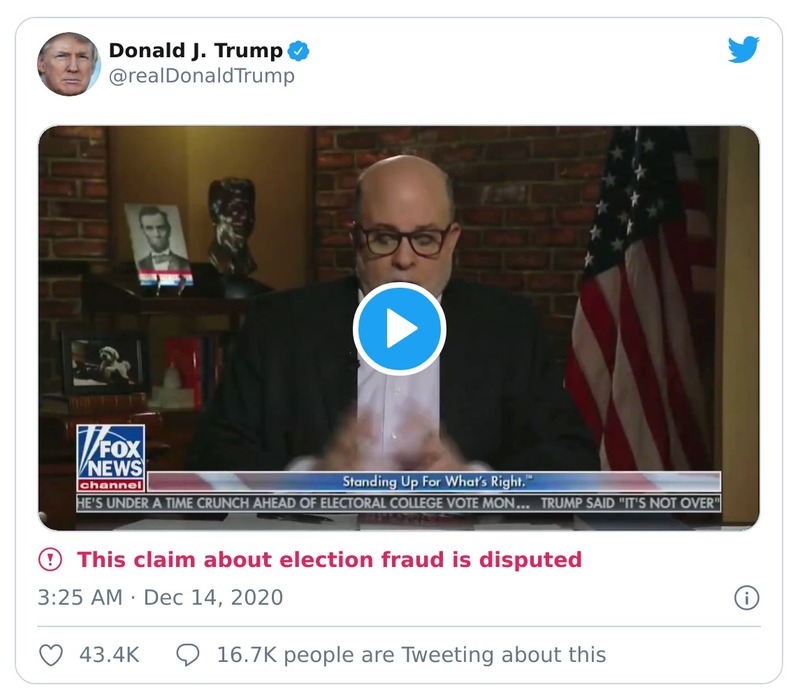 Donald J. Trump
@realDonaldTrump
FOX
NEWS
channel
Standing Up For What's Right.™
HE'S UNDER A TIME CRUNCH AHEAD OF ELECTORAL COLLEGE VOTE MON... TRUMP SAID "IT'S NOT OVER"
This claim about election fraud is disputed
3:25 AM · Dec 14, 2020
43.4K 16.7K people are Tweeting about this